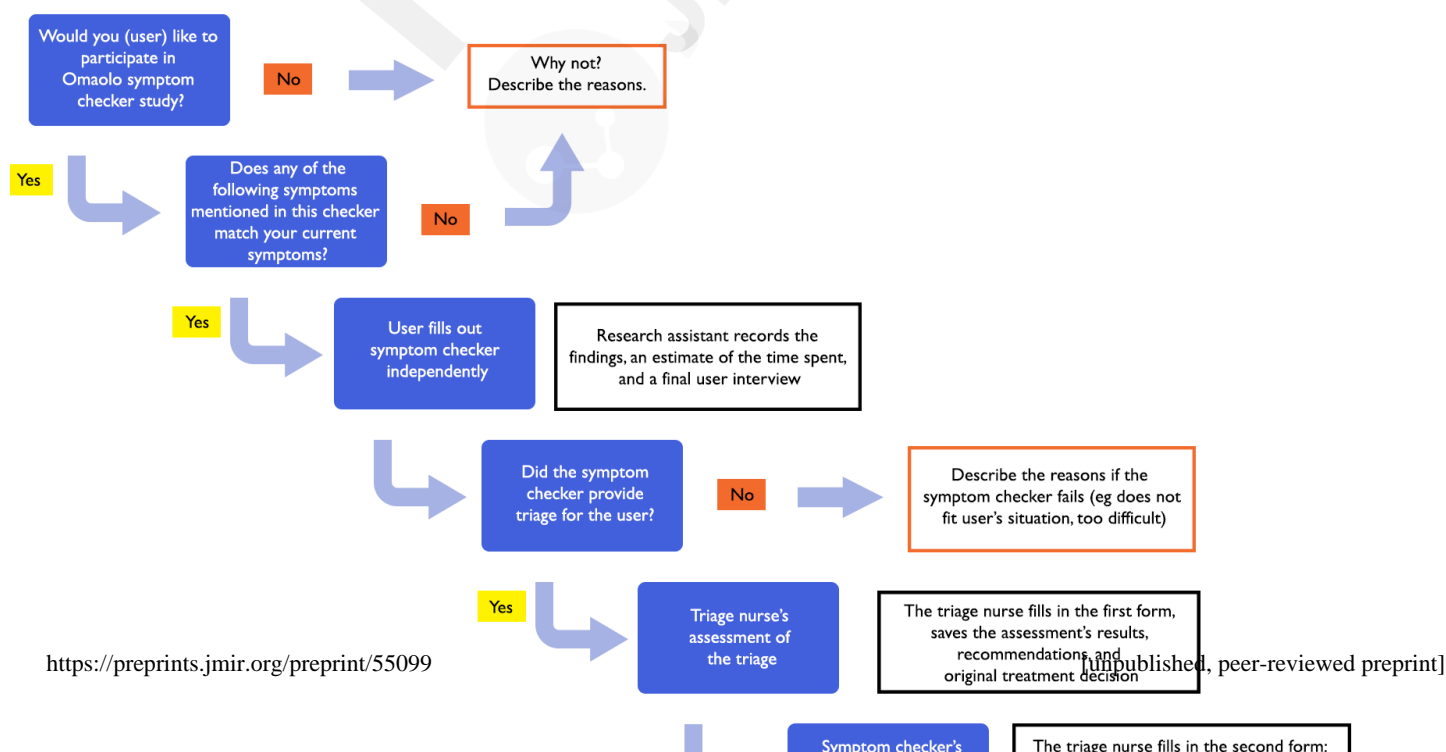 Would you (user) like to
participate in
Omaolo symptom
checker study?
No
Why not?
Describe the reasons.
Yes
Does any of the
following symptoms
mentioned in this checker
match your current
symptoms?
No
Yes
User fills out
symptom checker
independently
Research assistant records the
findings, an estimate of the time spent,
and a final user interview
Did the symptom
checker provide
triage for the user?
No
Describe the reasons if the
symptom checker fails (eg does not
fit user's situation, too difficult)
Yes
Triage nurse's
assessment of
the triage
The triage nurse fills in the first form,
saves the assessment's results,
recommendations, and
original treatment decision
https://preprints.jmir.org/preprint/55099
[unpublished, peer-reviewed preprint]
Symptom checker's
The triage nurse fills in the second form: